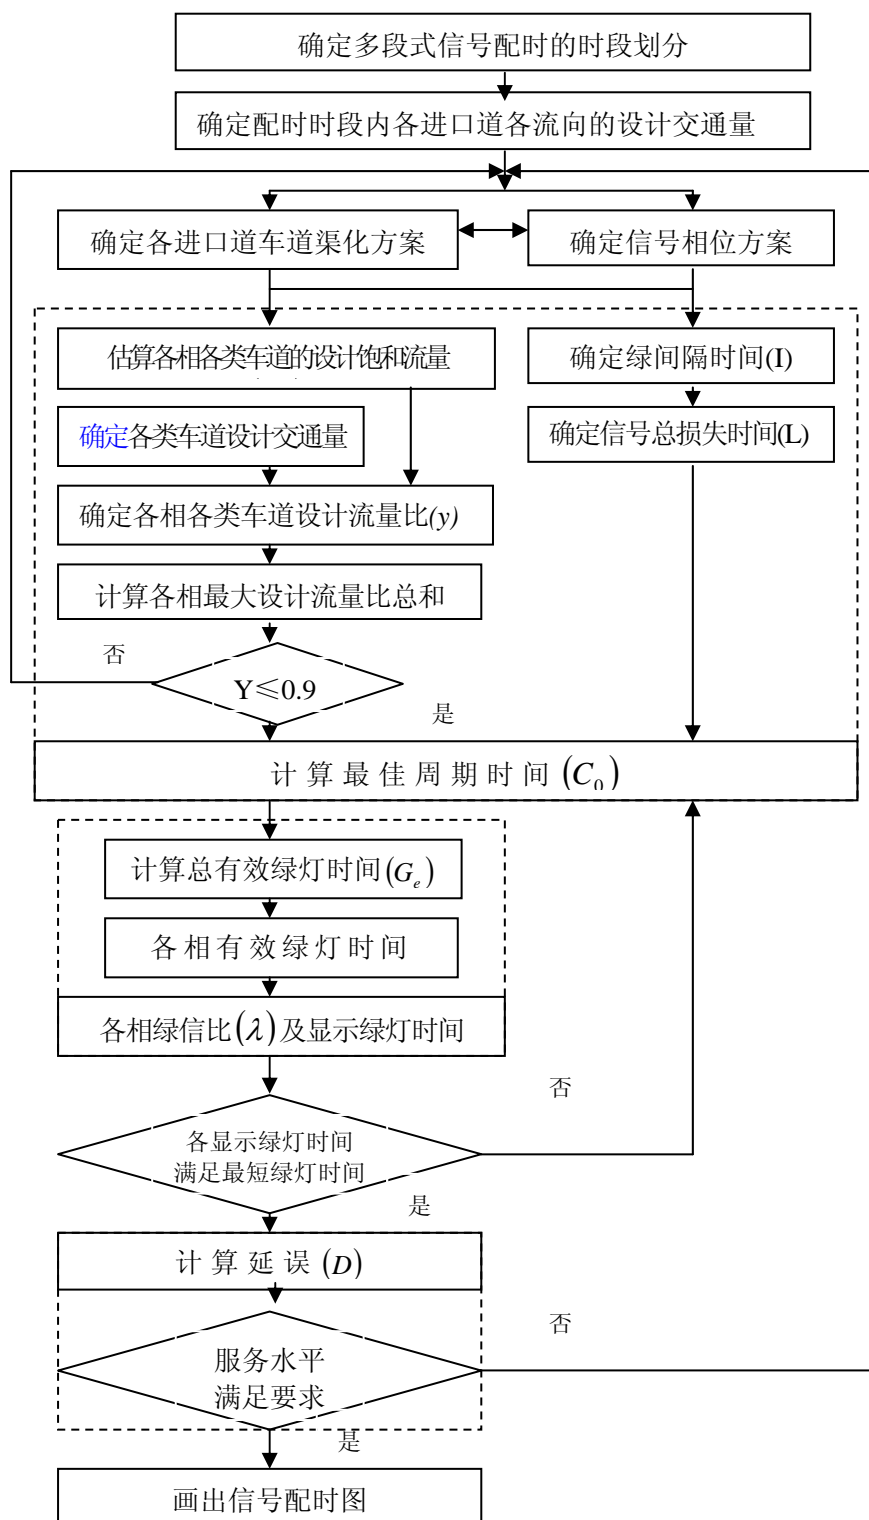 确定多段式信号配时的时段划分
确定配时时段内各进口道各流向的设计交通量
确定各进口道车道渠化方案
确定信号相位方案
估算各相各类车道的设计饱和流量
确定绿间隔时间(I)
确定各类车道设计交通量
确定信号总损失时间(L)
确定各相各类车道设计流量比(y)
计算各相最大设计流量比总和
否
Y≤0.9
是
计算最佳周期时间(C₀)
计算总有效绿灯时间(Gₑ)
各相有效绿灯时间
各相绿信比(λ)及显示绿灯时间
否
各显示绿灯时间
满足最短绿灯时间
是
计算延误(D)
否
服务水平
满足要求
是
画出信号配时图